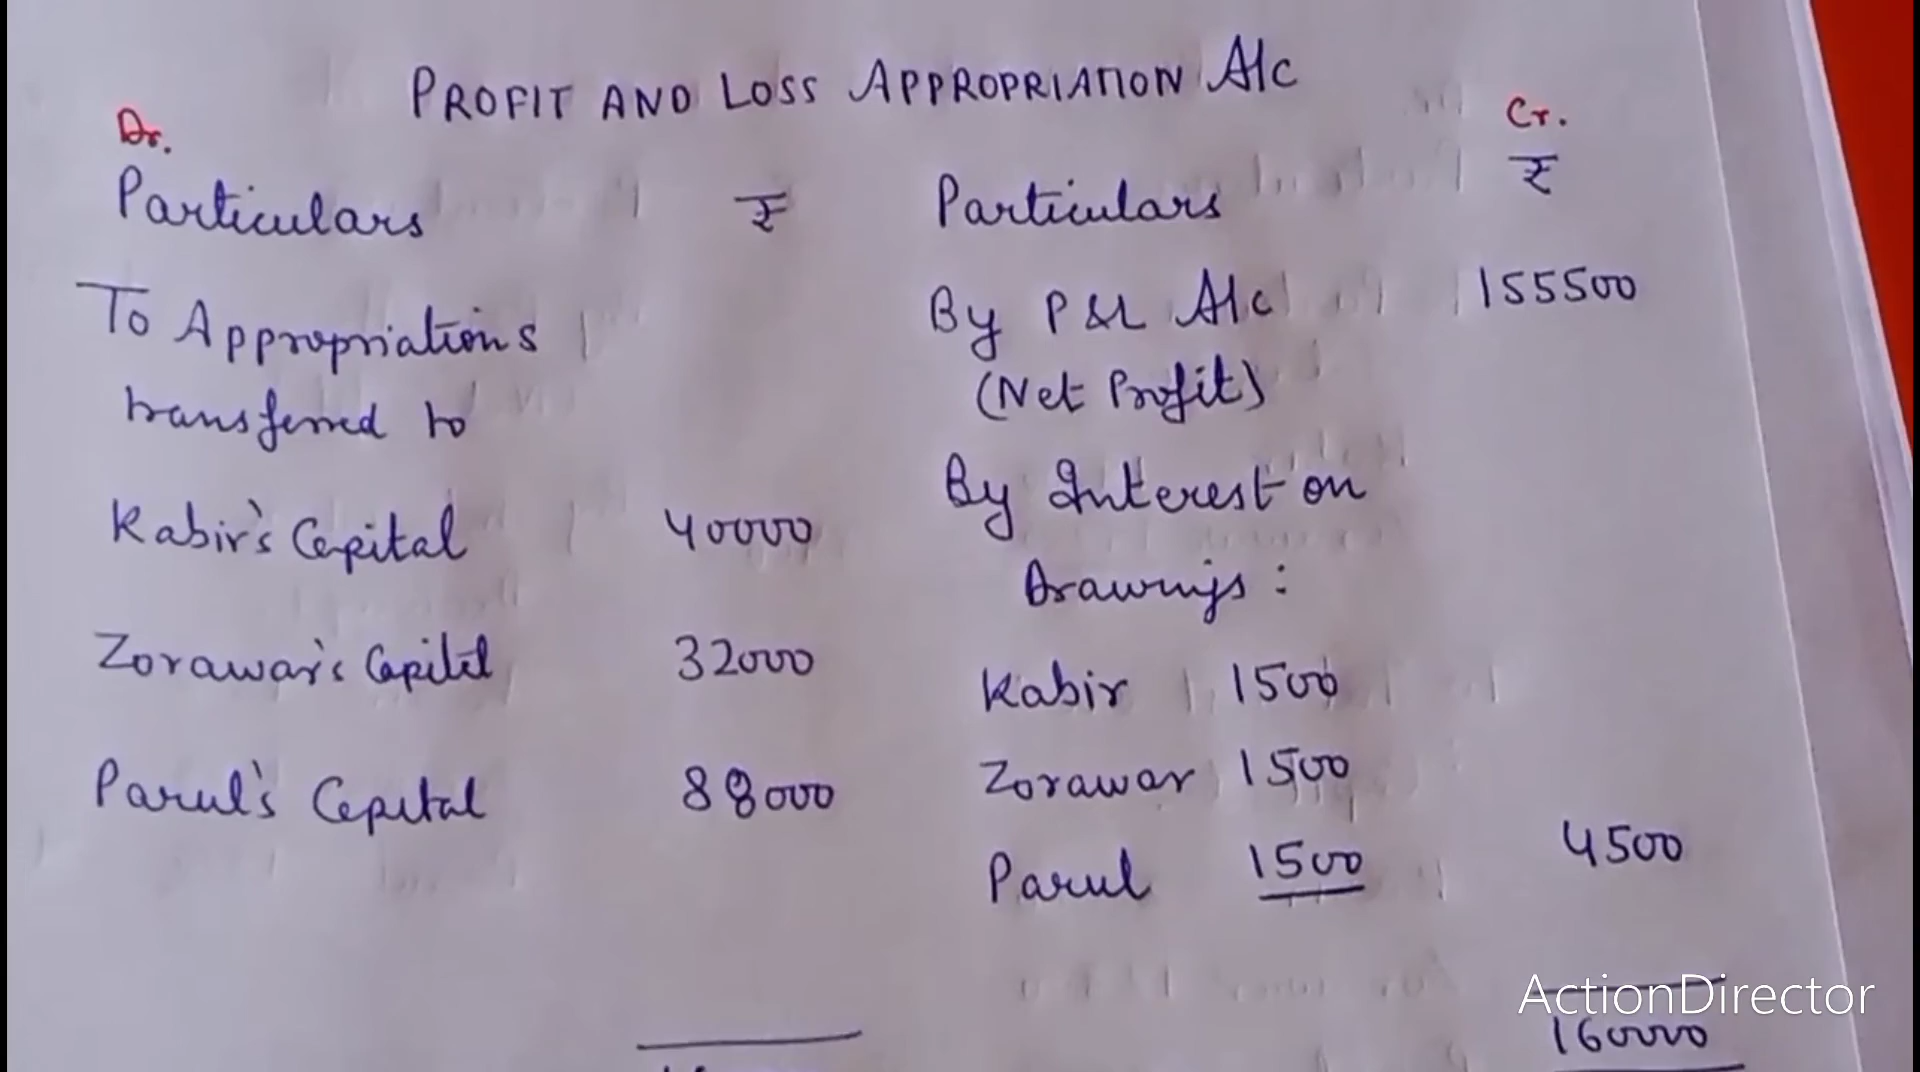 PROFIT AND LOSS APPROPRIATION A/c
Dr. Cr.
Particulars ₹ Particulars ₹
To Appropriations By P&L A/c 155500
transferred to (Net Profit)
By Interest on
Kabir's Capital 40000 Drawings :
Zorawar's Capital 32000 Kabir 1500
Parul's Capital 88000 Zorawar 1500
Parul 1500 4500
160000
ActionDirector